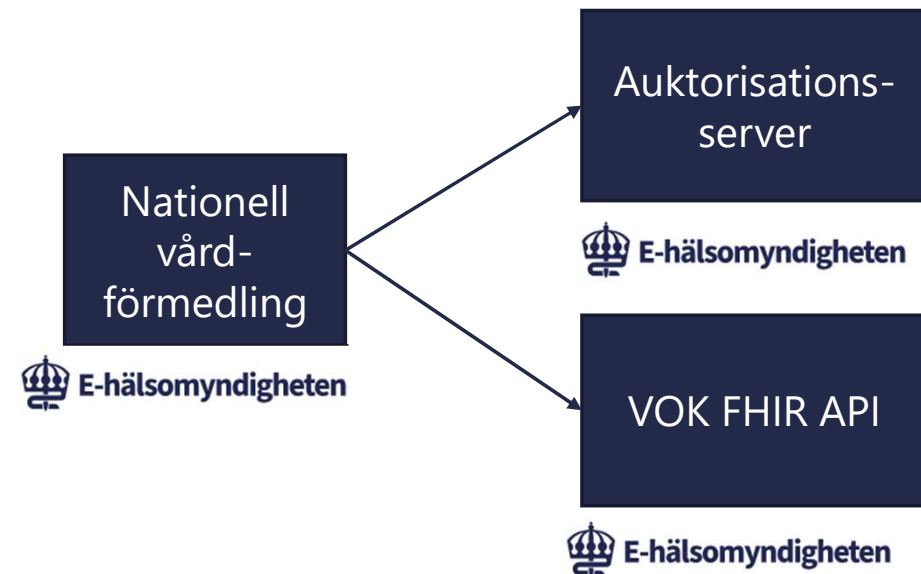 Auktorisations-
server
E-hälsomyndigheten
Nationell
vård-
förmedling
E-hälsomyndigheten
VOK FHIR API
E-hälsomyndigheten